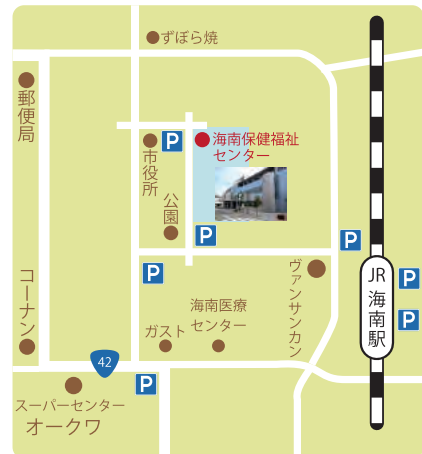 ずぼら焼
郵便局
海南保健福祉
センター
P
市役所
公園
P
P
P
ヴァンサンカン
JR
海南駅
P
P
コーナン
海南医療
センター
ガスト
42
P
スーパーセンター
オークワ